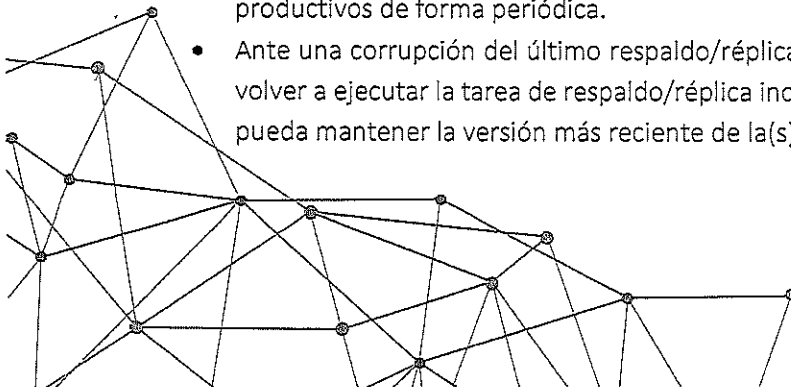 productivos de forma periódica.
• Ante una corrupción del último respaldo/réplica
volver a ejecutar la tarea de respaldo/réplica inc
pueda mantener la versión más reciente de la(s)